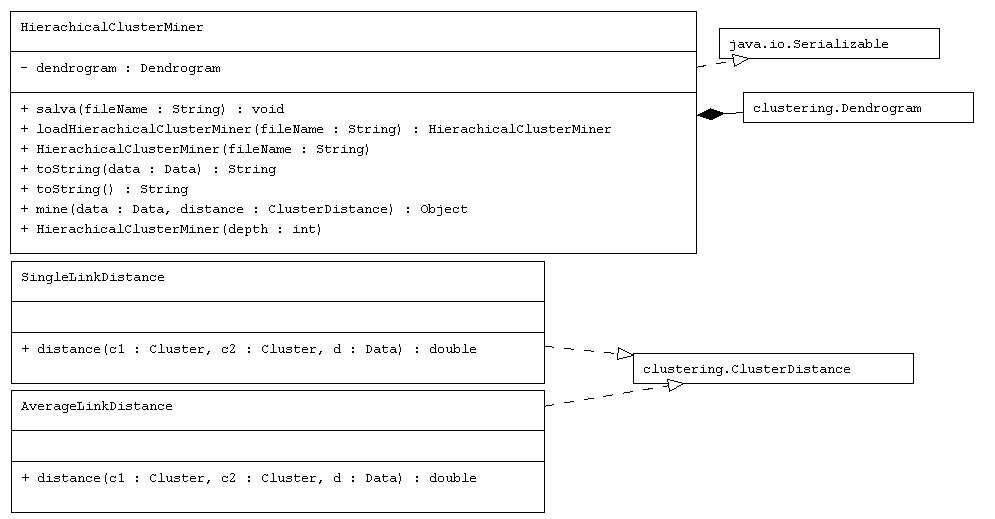 HierachicalClusterMiner
- dendrogram : Dendrogram
+ salva(fileName : String) : void
+ loadHierachicalClusterMiner(fileName : String) : HierachicalClusterMiner
+ HierachicalClusterMiner(fileName : String)
+ toString(data : Data) : String
+ toString() : String
+ mine(data : Data, distance : ClusterDistance) : Object
+ HierachicalClusterMiner(depth : int)
java.io.Serializable
clustering.Dendrogram
SingleLinkDistance
+ distance(c1 : Cluster, c2 : Cluster, d : Data) : double
clustering.ClusterDistance
AverageLinkDistance
+ distance(c1 : Cluster, c2 : Cluster, d : Data) : double